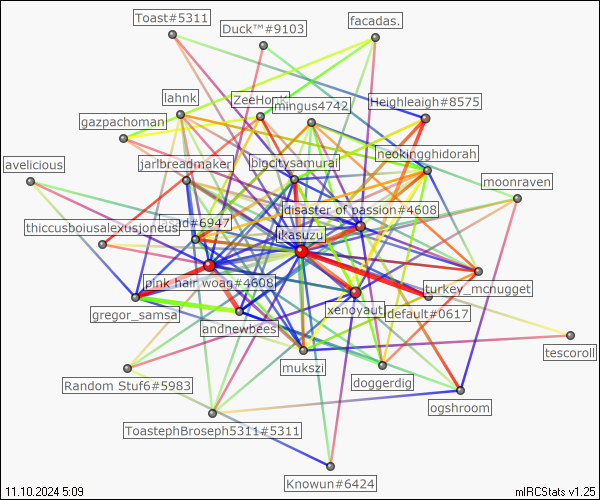 Toast#5311
Duck™#9103
facadas.
lahnk
ZeeHonk
mingus4742
Heighleigh#8575
gazpachoman
neokingghidorah
avelicious
jarlbreadmaker
bigcitysamurai
moonraven
disaster of passion#4608
thiccusboiusalexusjoneus
#6947
ikasuzu
pink hair woag#4608
turkey_mcnugget
gregor_samsa
xenoyaut
default#0617
andnewbees
mukszi
tescoroll
Random Stuf6#5983
doggerdig
ogshroom
ToastephBroseph5311#5311
Knowun#6424
11.10.2024 5:09
mIRCStats v1.25